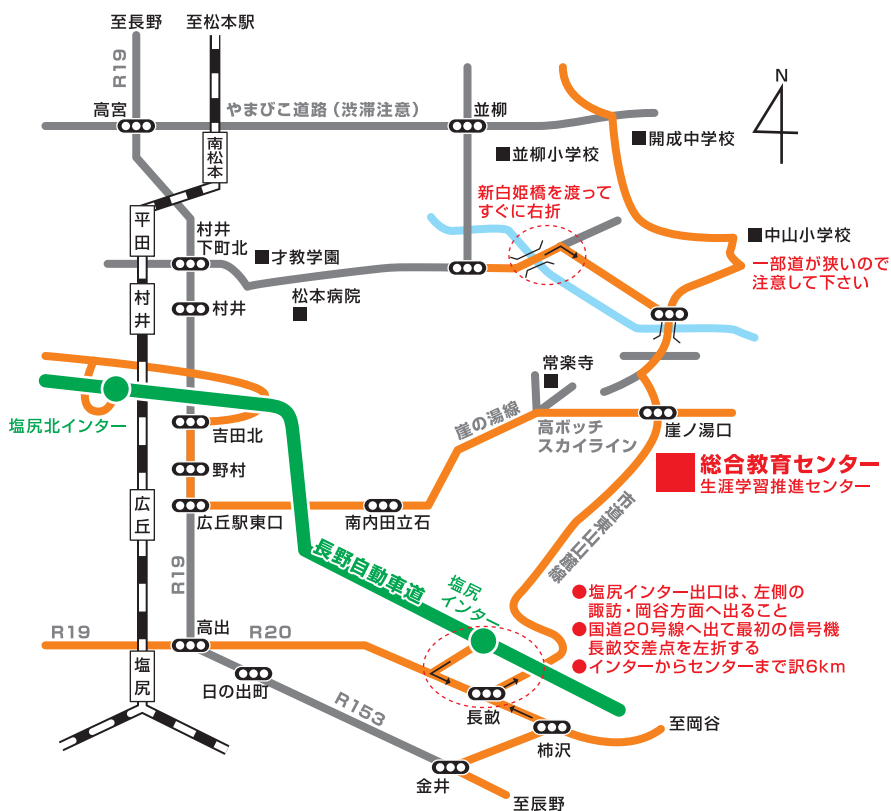 至長野
至松本駅
N
R19
高宮
やまびこ道路(渋滞注意)
並柳
開成中学校
並柳小学校
南松本
新白姫橋を渡って
すぐに右折
平田
村井
下町北
才教学園
中山小学校
一部道が狭いので
注意して下さい
村井
松本病院
村井
常楽寺
塩尻北インター
吉田北
崖の湯線
高ボッチ
スカイライン
崖ノ湯口
総合教育センター
生涯学習推進センター
野村
広丘
広丘駅東口
南内田立石
市道東山山麓線
長野自動車道
塩尻
インター
R19
●塩尻インター出口は、左側の
諏訪・岡谷方面へ出ること
●国道20号線へ出て最初の信号機
長畝交差点を左折する
●インターからセンターまで訳6km
R19
高出
R20
塩尻
日の出町
R153
長畝
柿沢
至岡谷
金井
至辰野